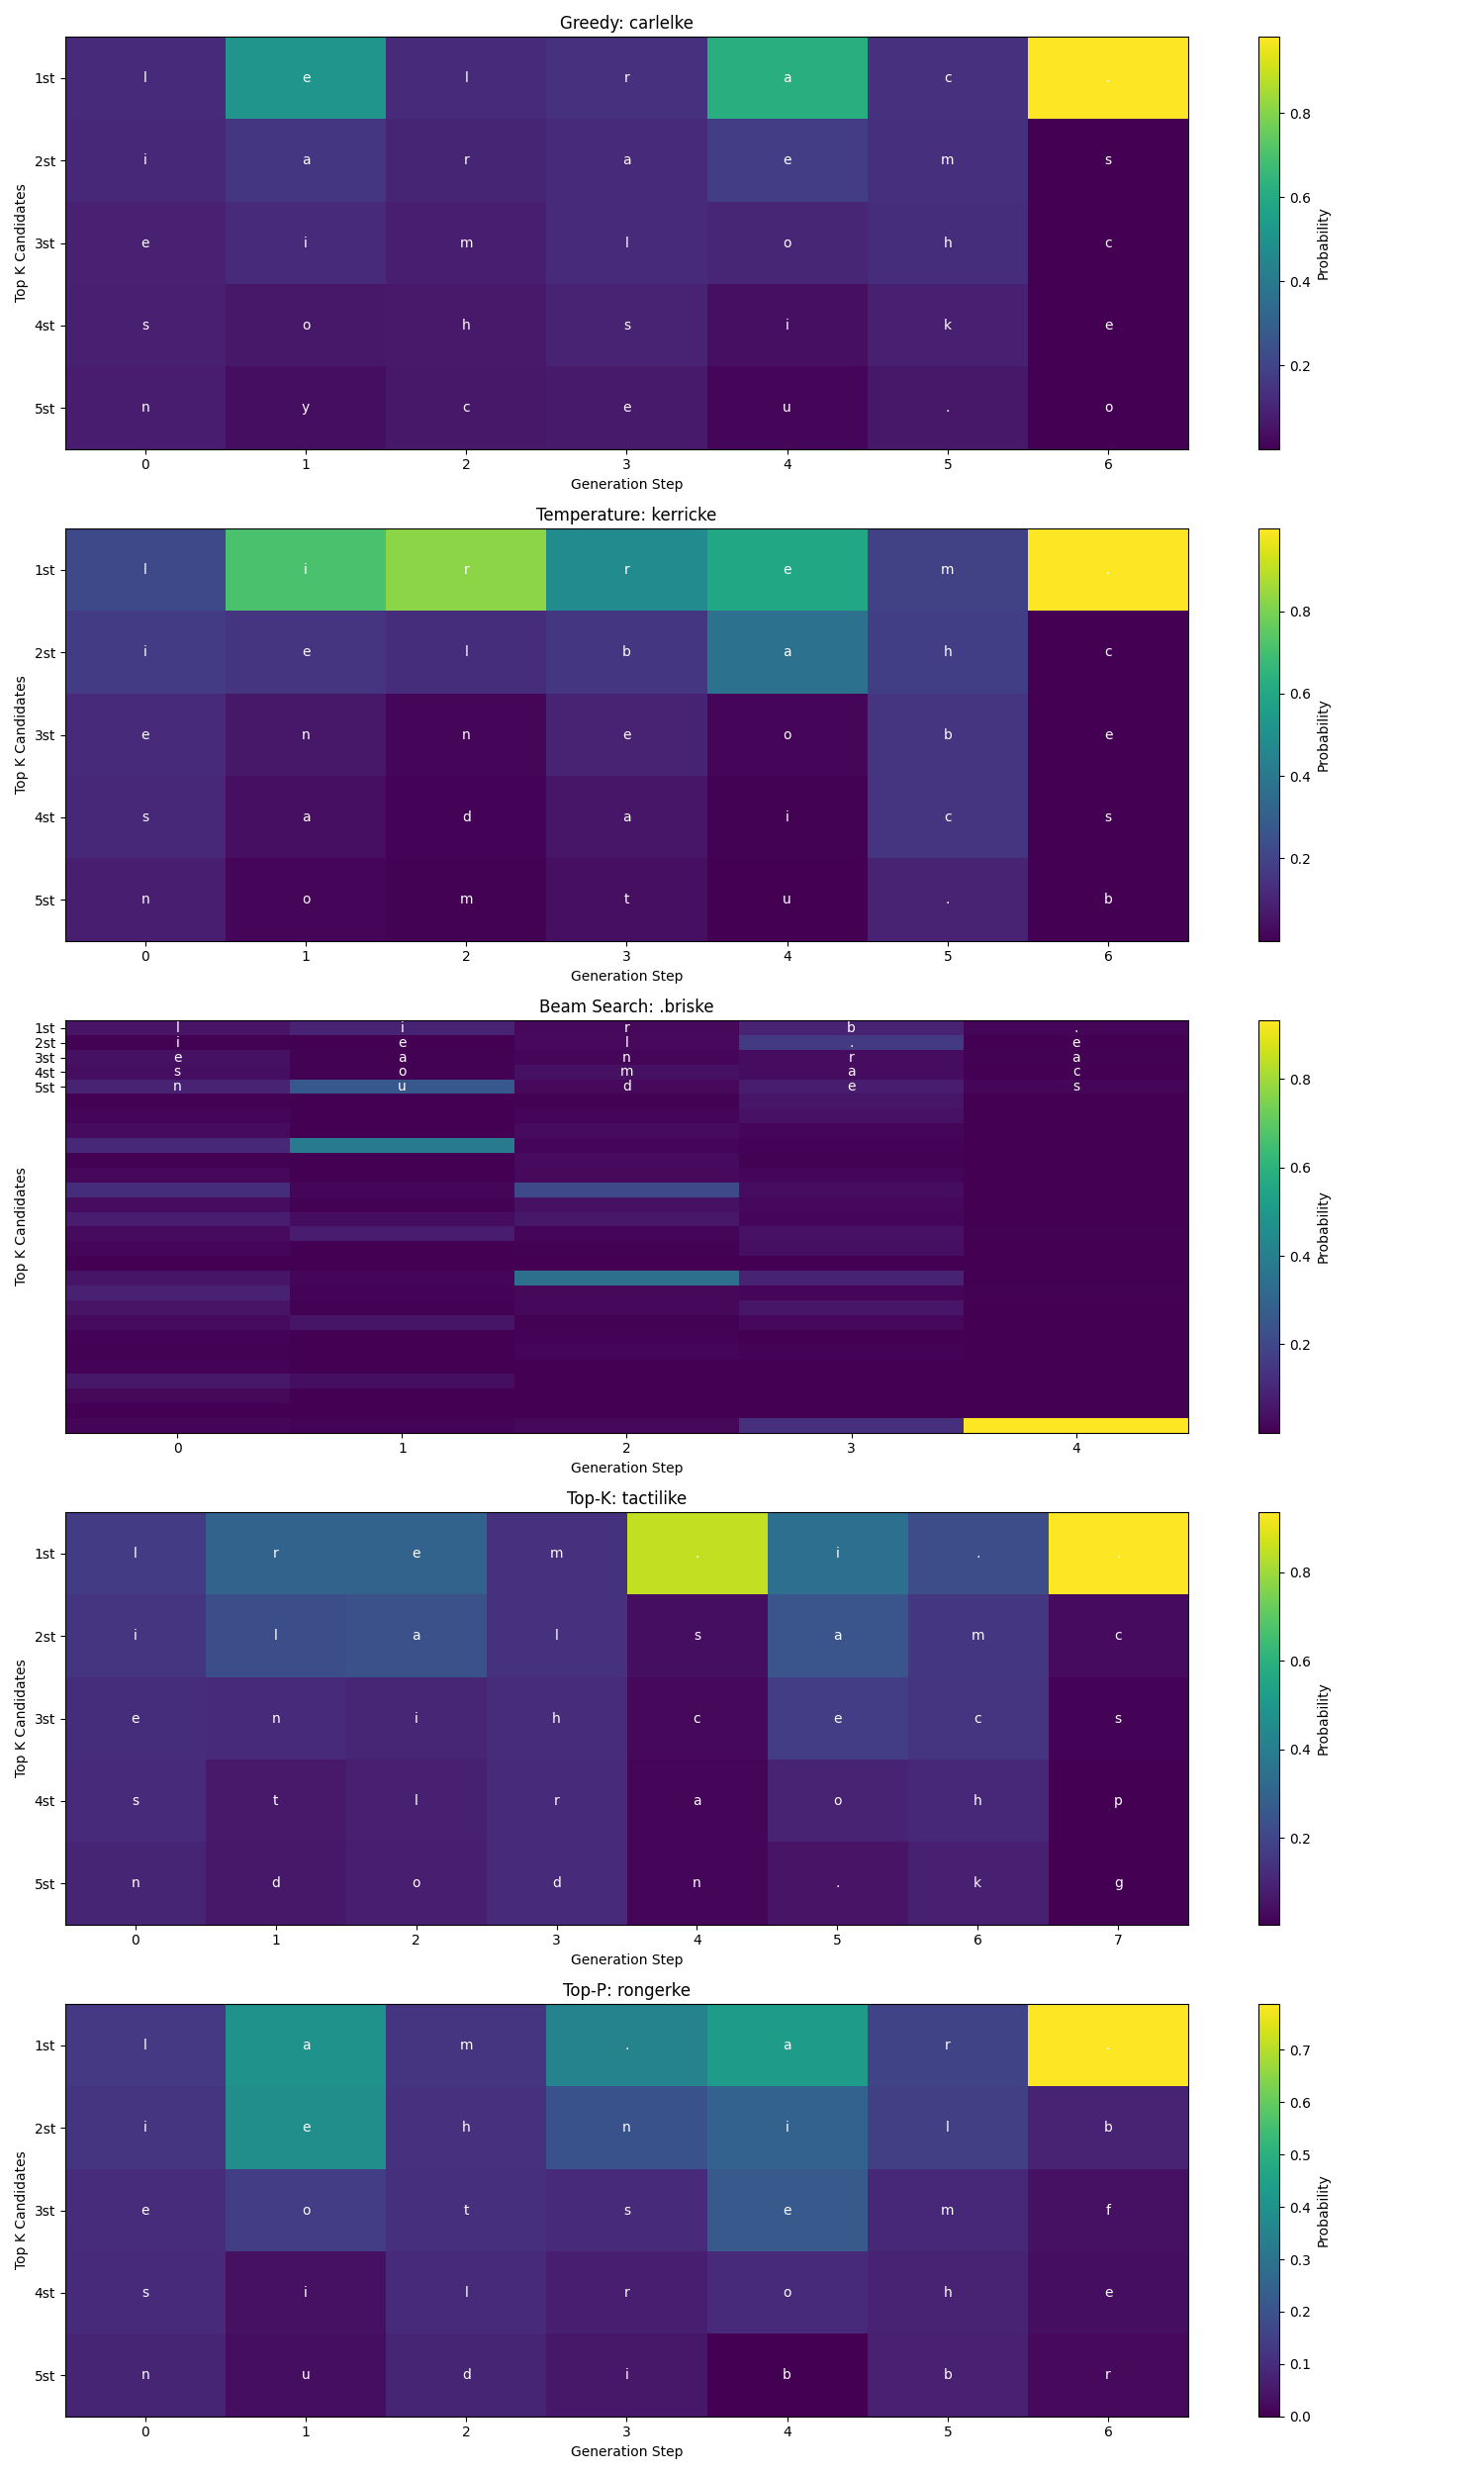 Greedy: carlelke
1st l e l r a c .
2st i a r a e m s
3st e i m l o h c
4st s o h s i k e
5st n y c e u . o
0 1 2 3 4 5 6
Generation Step
Top K Candidates
0.8
0.6
0.4
0.2
Probability
Temperature: kerricke
1st l i r r e m .
2st i e l b a h c
3st e n n e o b e
4st s a d a i c s
5st n o m t u . b
0 1 2 3 4 5 6
Generation Step
Top K Candidates
0.8
0.6
0.4
0.2
Probability
Beam Search: .briske
1st l i r b .
2st i e l . e
3st e a n r a
4st s o m a c
5st n u d e s
0 1 2 3 4
Generation Step
Top K Candidates
0.8
0.6
0.4
0.2
Probability
Top-K: tactilike
1st l r e m . i . .
2st i l a l s a m c
3st e n i h c e c s
4st s t l r a o h p
5st n d o d n . k g
0 1 2 3 4 5 6 7
Generation Step
Top K Candidates
0.8
0.6
0.4
0.2
Probability
Top-P: rongerke
1st l a m . a r .
2st i e h n i l b
3st e o t s e m f
4st s i l r o h e
5st n u d i b b r
0 1 2 3 4 5 6
Generation Step
Top K Candidates
0.7
0.6
0.5
0.4
0.3
0.2
0.1
0.0
Probability